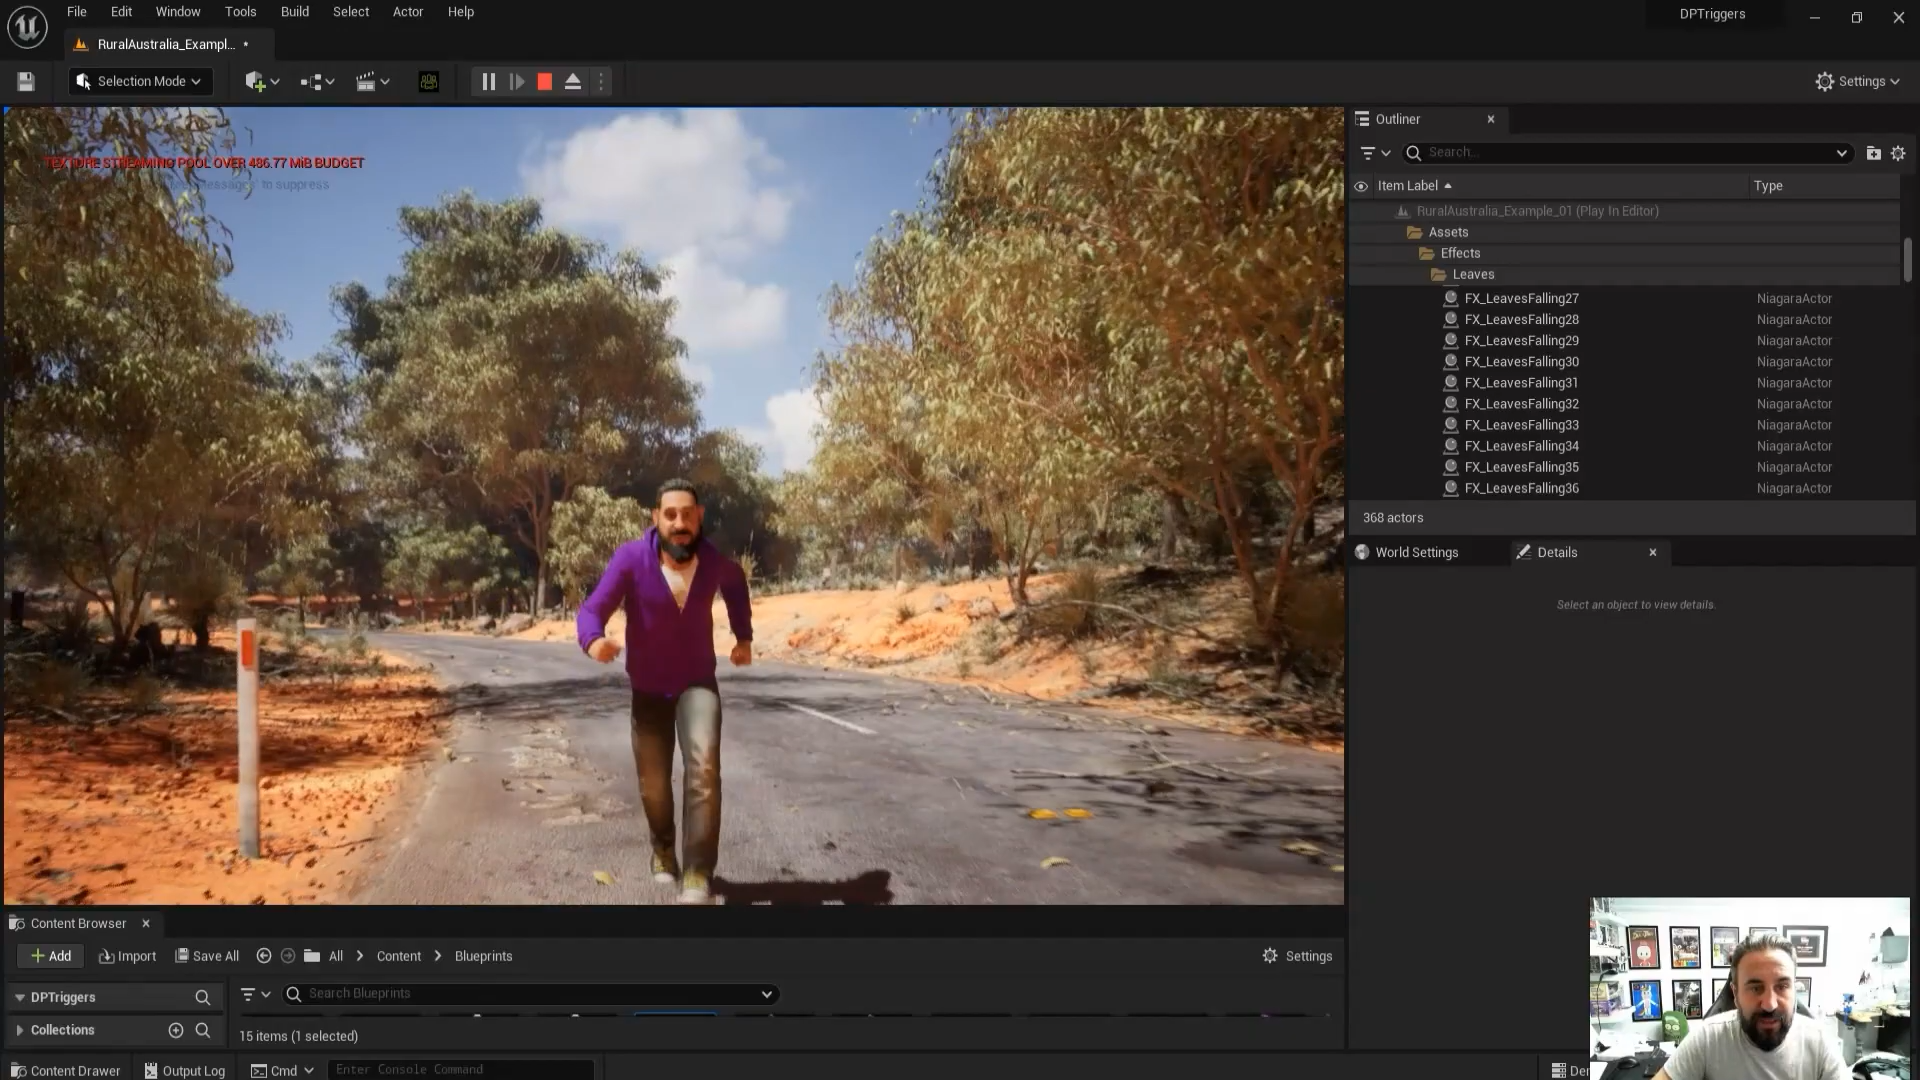 File Edit Window Tools Build Select Actor Help
DPTriggers
RuralAustralia_Exampl... •
Selection Mode
Settings
TEXTURE STREAMING POOL OVER 486.77 MiB BUDGET
to suppress
Outliner
Search...
Item Label Type
RuralAustralia_Example_01 (Play In Editor)
Assets
Effects
Leaves
FX_LeavesFalling27 NiagaraActor
FX_LeavesFalling28 NiagaraActor
FX_LeavesFalling29 NiagaraActor
FX_LeavesFalling30 NiagaraActor
FX_LeavesFalling31 NiagaraActor
FX_LeavesFalling32 NiagaraActor
FX_LeavesFalling33 NiagaraActor
FX_LeavesFalling34 NiagaraActor
FX_LeavesFalling35 NiagaraActor
FX_LeavesFalling36 NiagaraActor
368 actors
World Settings Details
Select an object to view details.
Content Browser
Add Import Save All All Content Blueprints Settings
DPTriggers
Search Blueprints
Collections
15 items (1 selected)
Content Drawer Output Log Cmd Enter Console Command